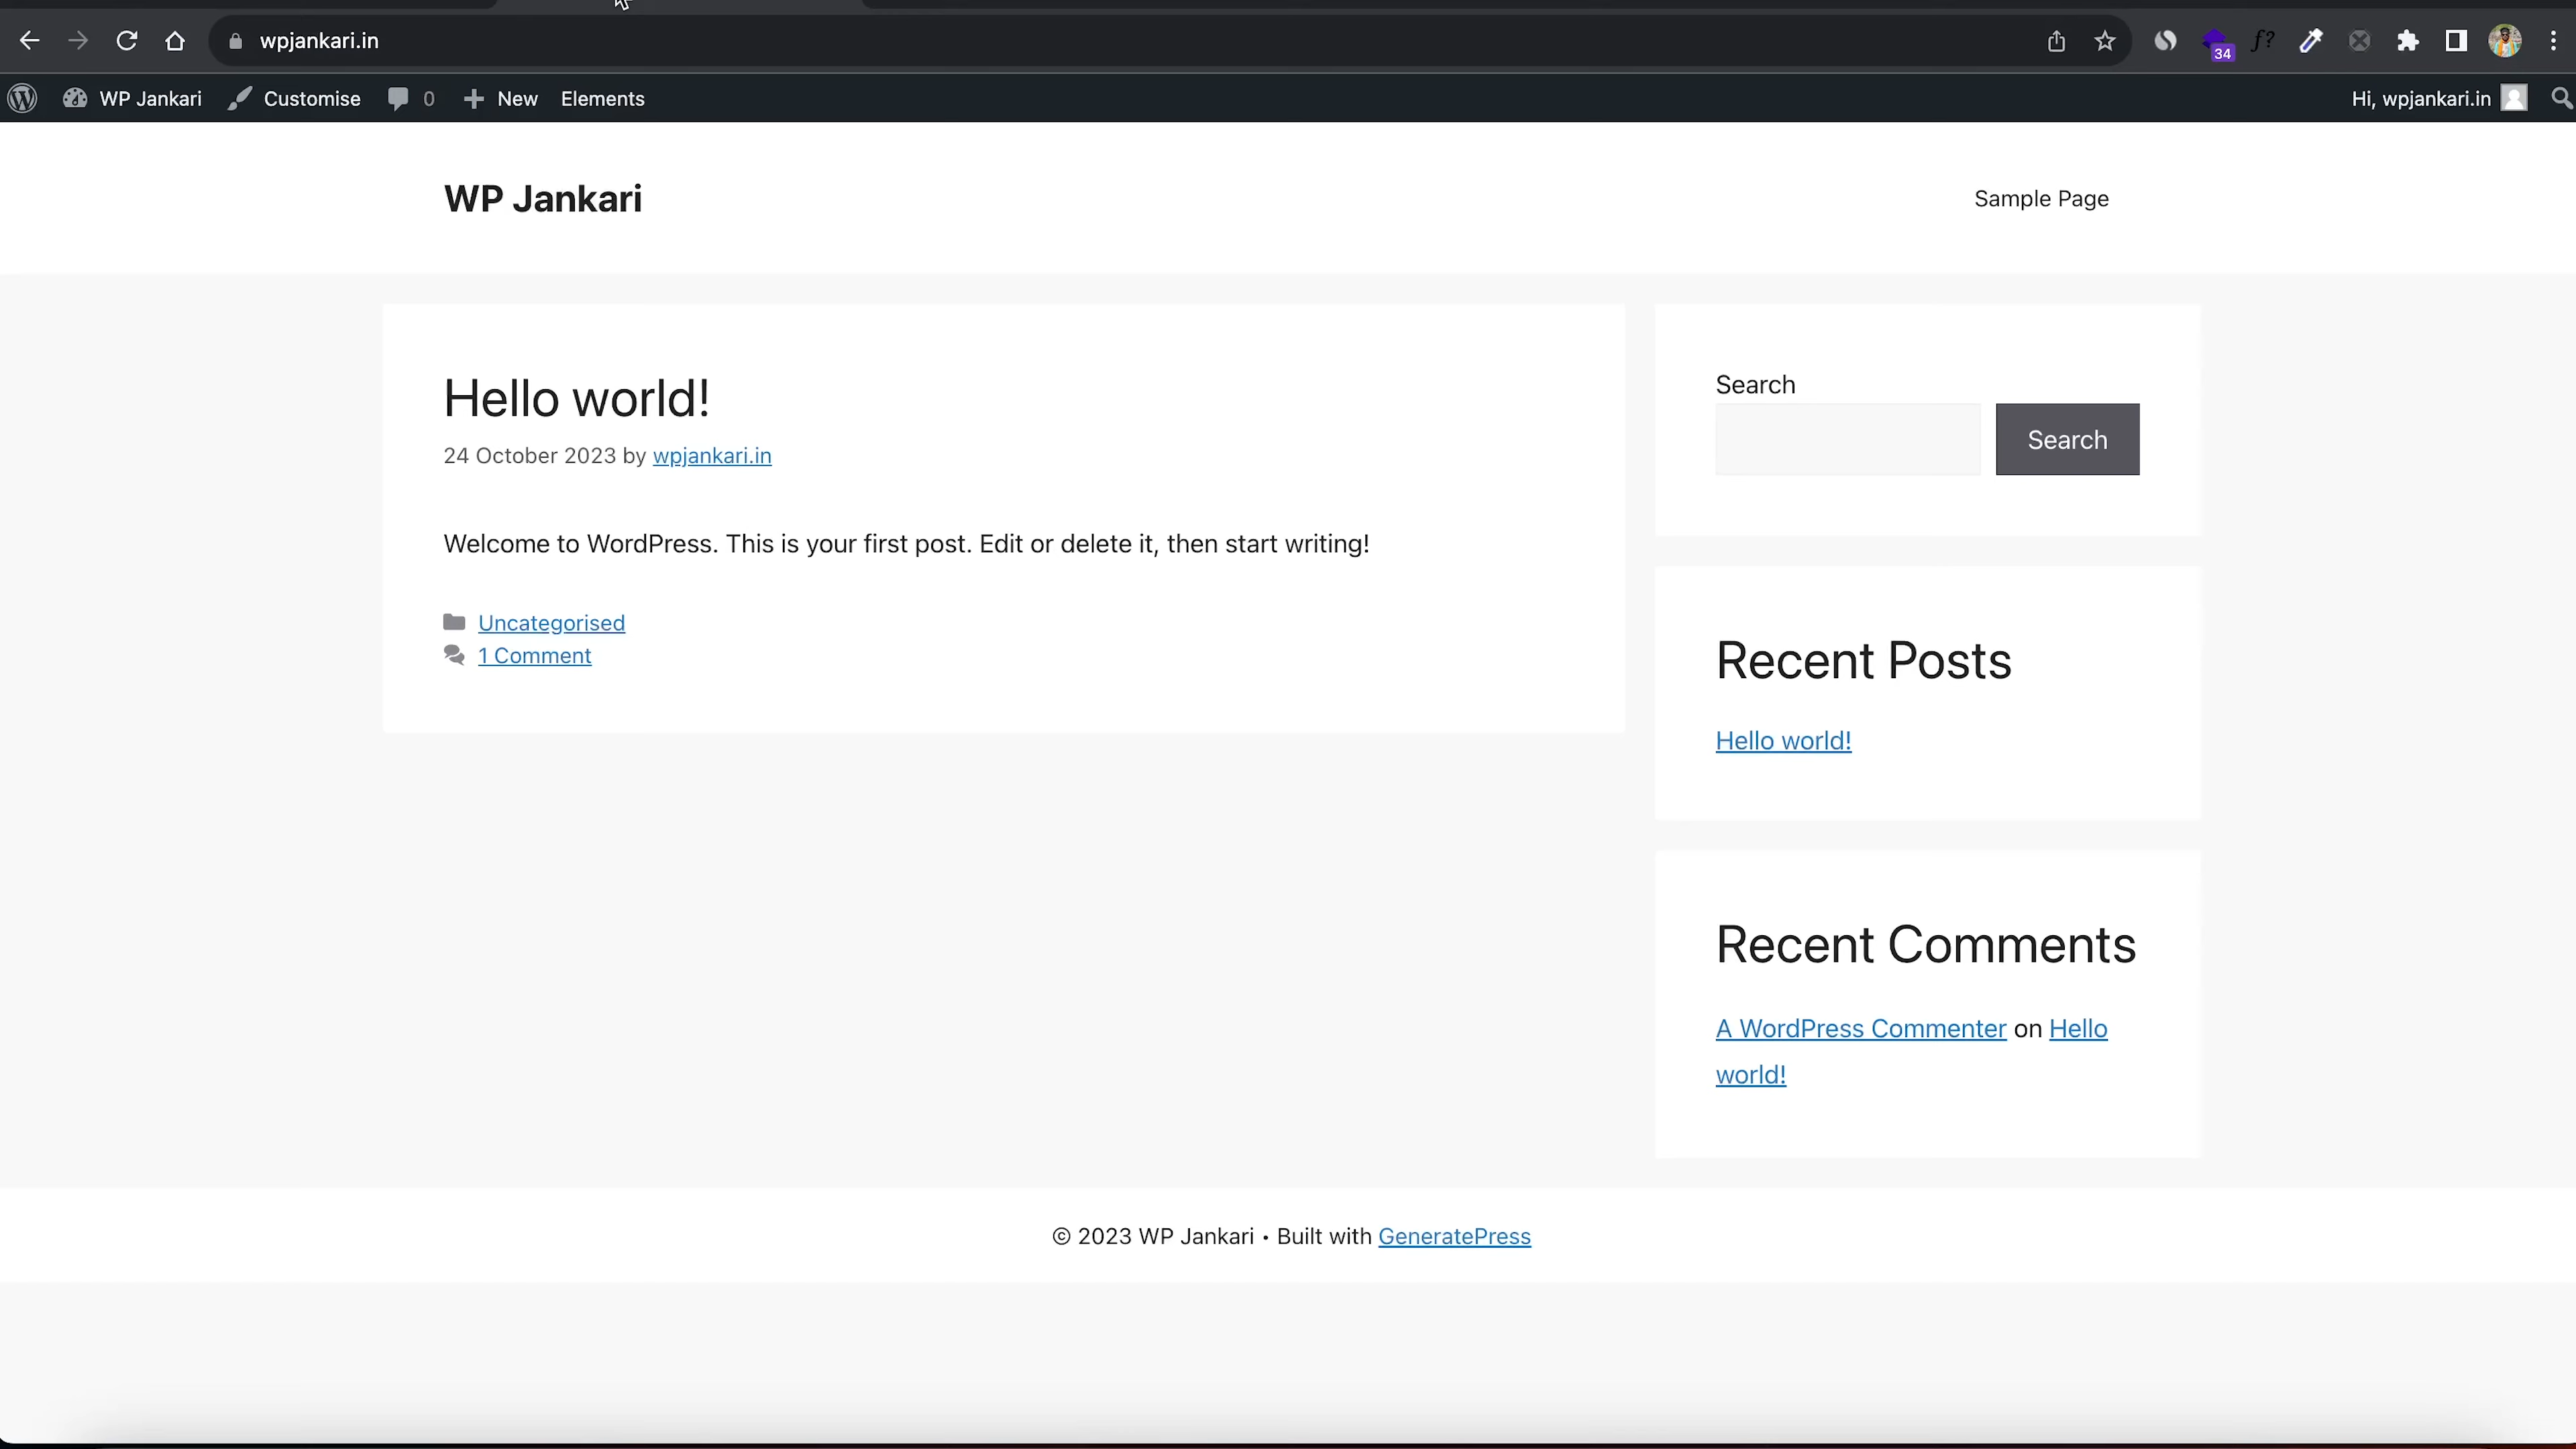 wpjankari.in
34
f?
WP Jankari
Customise
0
New
Elements
Hi, wpjankari.in
WP Jankari
Sample Page
Hello world!
24 October 2023 by wpjankari.in
Welcome to WordPress. This is your first post. Edit or delete it, then start writing!
Uncategorised
1 Comment
Search
Search
Recent Posts
Hello world!
Recent Comments
A WordPress Commenter on Hello
world!
© 2023 WP Jankari • Built with GeneratePress